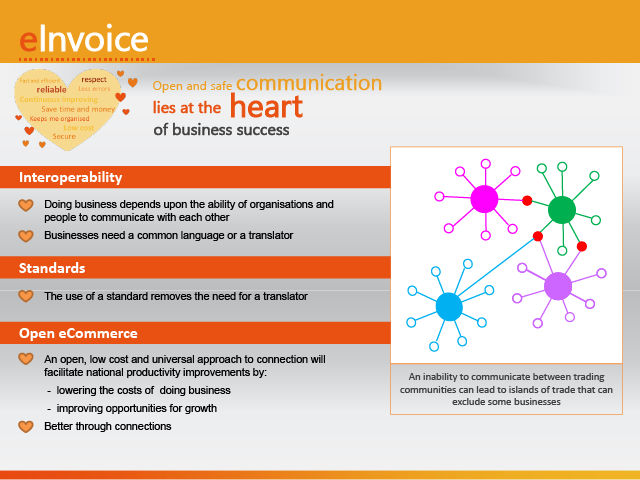 eInvoice
Fast and efficient
respect
reliable
Less errors
Continuous improving
Save time and money
Keeps me organised
Low cost
Secure
Open and safe communication
lies at the heart
of business success
Interoperability
Doing business depends upon the ability of organisations and
people to communicate with each other
Businesses need a common language or a translator
Standards
The use of a standard removes the need for a translator
Open eCommerce
An open, low cost and universal approach to connection will
facilitate national productivity improvements by:
- lowering the costs of doing business
- improving opportunities for growth
Better through connections
An inability to communicate between trading
communities can lead to islands of trade that can
exclude some businesses